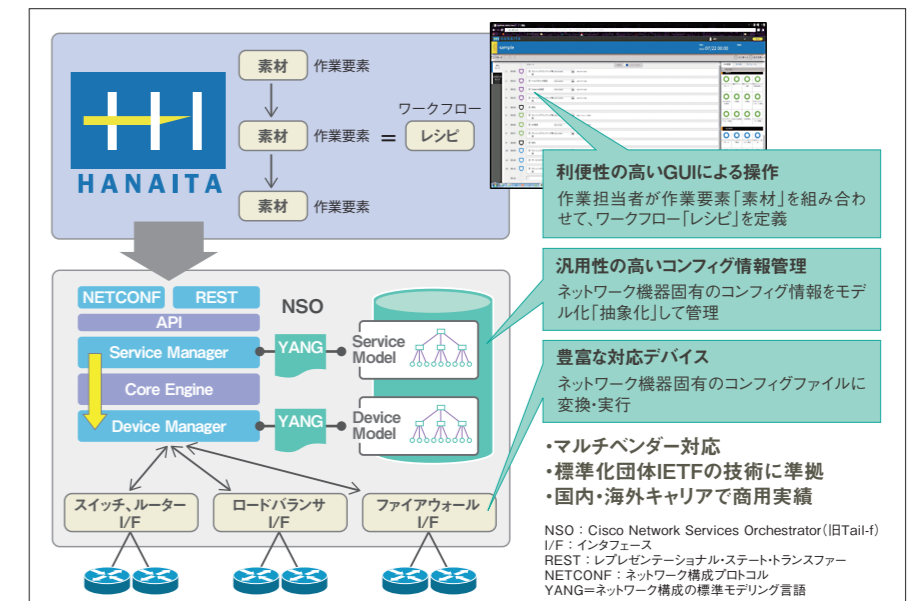 HANAITA
素材 作業要素
素材 作業要素 = レシピ
ワークフロー
素材 作業要素
sample
07/22 00:00
利便性の高いGUIによる操作
作業担当者が作業要素「素材」を組み合わ
せて、ワークフロー「レシピ」を定義
汎用性の高いコンフィグ情報管理
ネットワーク機器固有のコンフィグ情報をモデ
ル化「抽象化」して管理
豊富な対応デバイス
ネットワーク機器固有のコンフィグファイルに
変換・実行
NETCONF REST
NSO
API
Service Manager
YANG
Service
Model
Core Engine
Device Manager
YANG
Device
Model
スイッチ、ルーター
I/F
ロードバランサ
I/F
ファイアウォール
I/F
・マルチベンダー対応
・標準化団体IETFの技術に準拠
・国内・海外キャリアで商用実績
NSO：Cisco Network Services Orchestrator（旧Tail-f）
I/F：インタフェース
REST：レプレゼンテーショナル・ステート・トランスファー
NETCONF：ネットワーク構成プロトコル
YANG=ネットワーク構成の標準モデリング言語